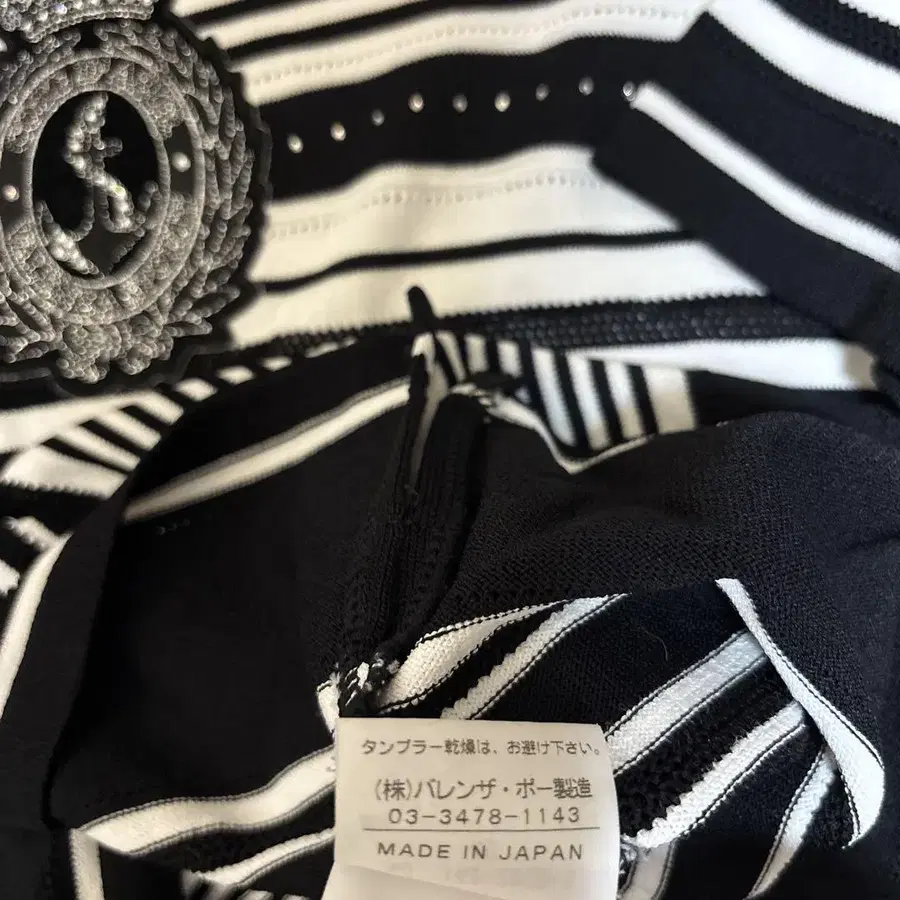 タンブラー乾燥は、お避け下さい。
(株)バレンザ・ポー製造
03-3478-1143
MADE IN JAPAN